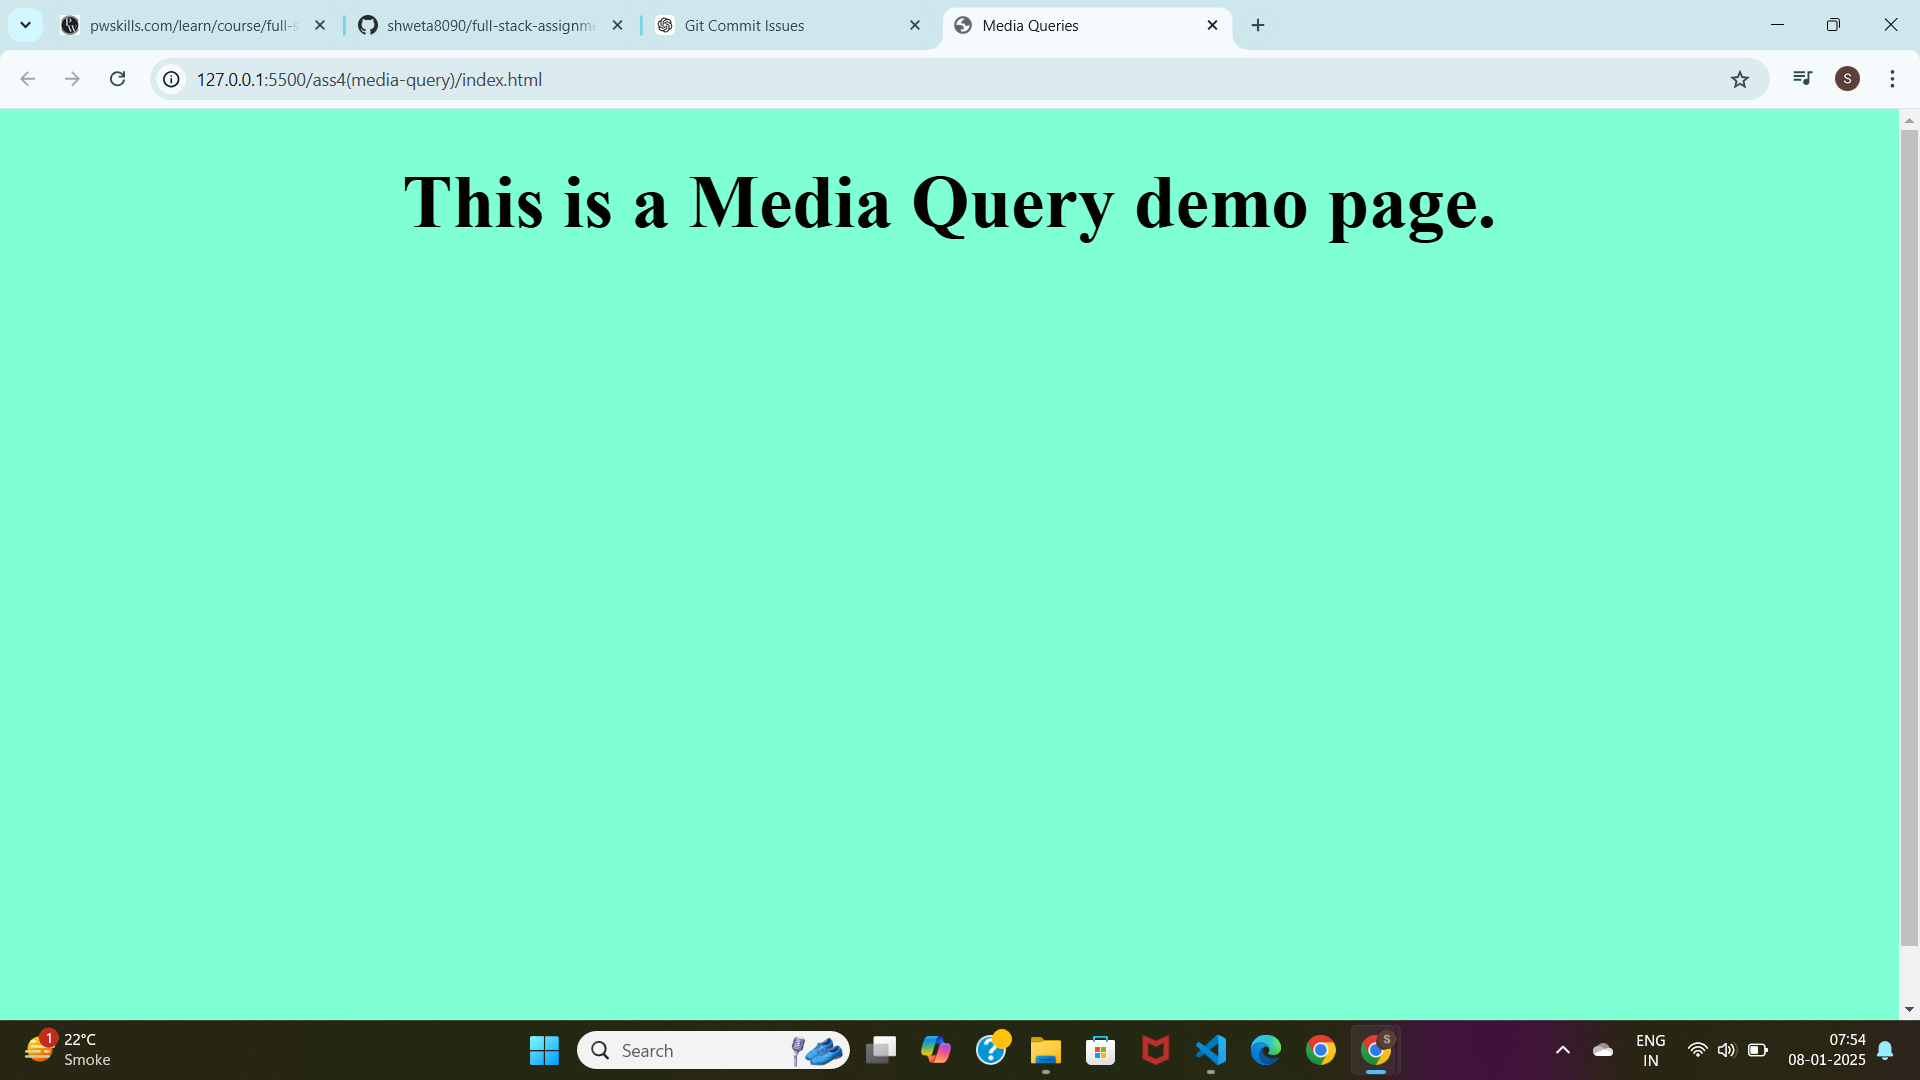 pwskills.com/learn/course/full-s
shweta8090/full-stack-assignme
Git Commit Issues
Media Queries
127.0.0.1:5500/ass4(media-query)/index.html
S
This is a Media Query demo page.
1
22°C
Smoke
Search
S
ENG
IN
07:54
08-01-2025